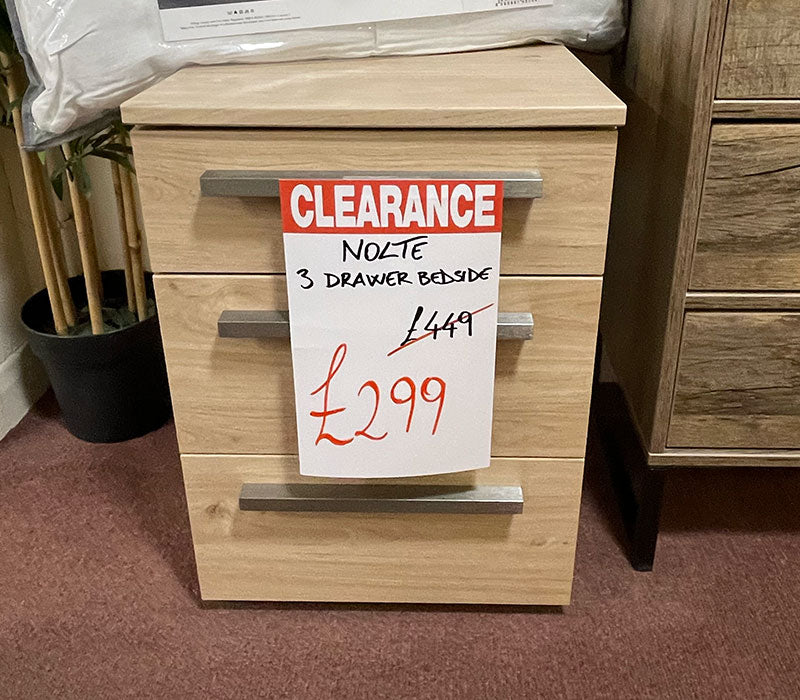 CLEARANCE
NOLTE
3 DRAWER BEDSIDE
£449
£299